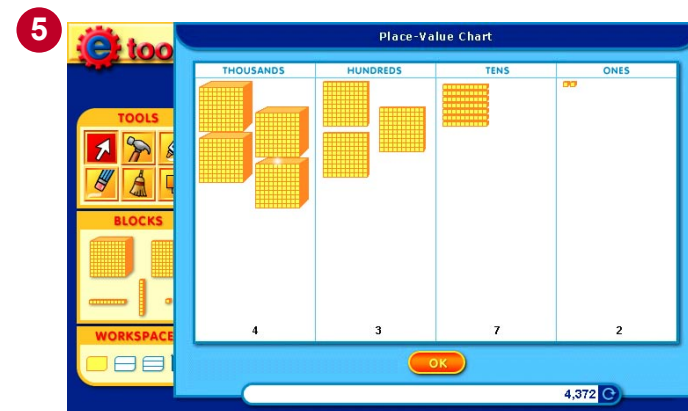 5
e too
Place-Value Chart
THOUSANDS HUNDREDS TENS ONES
TOOLS
BLOCKS
WORKSPACE
4 3 7 2
OK
4,372